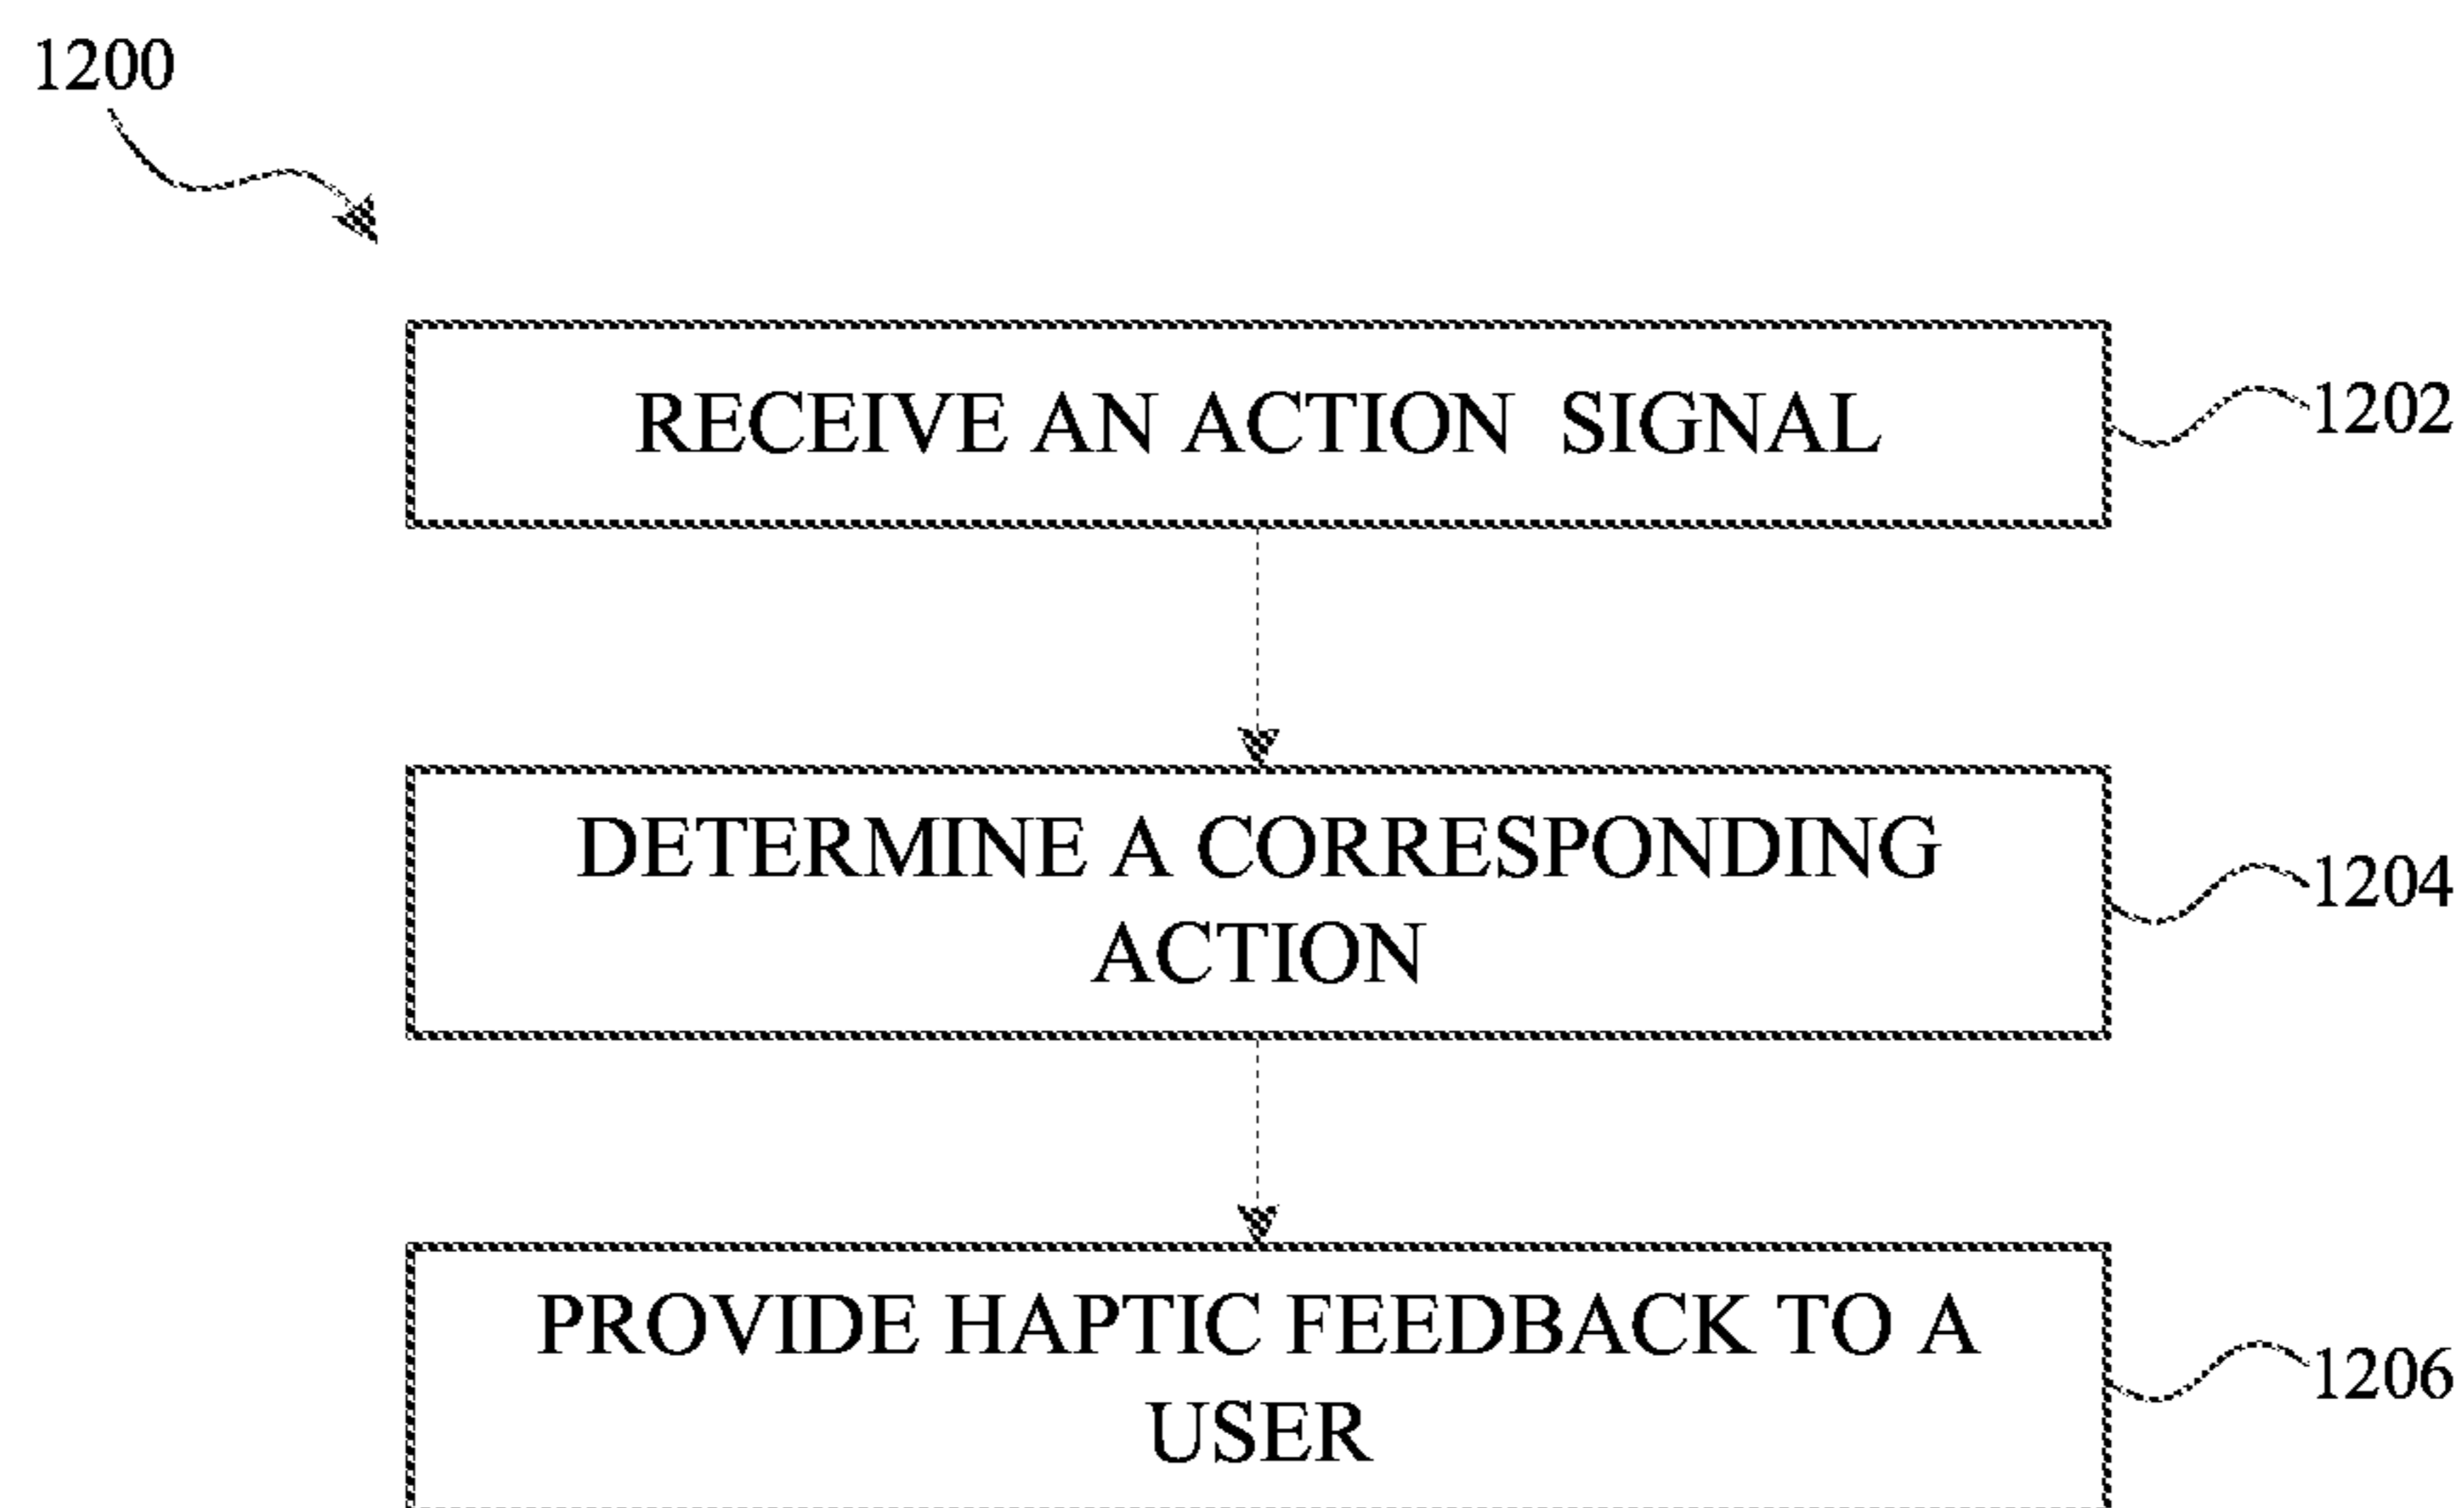 1200
RECEIVE AN ACTION SIGNAL
1202
DETERMINE A CORRESPONDING
ACTION
1204
PROVIDE HAPTIC FEEDBACK TO A
USER
1206